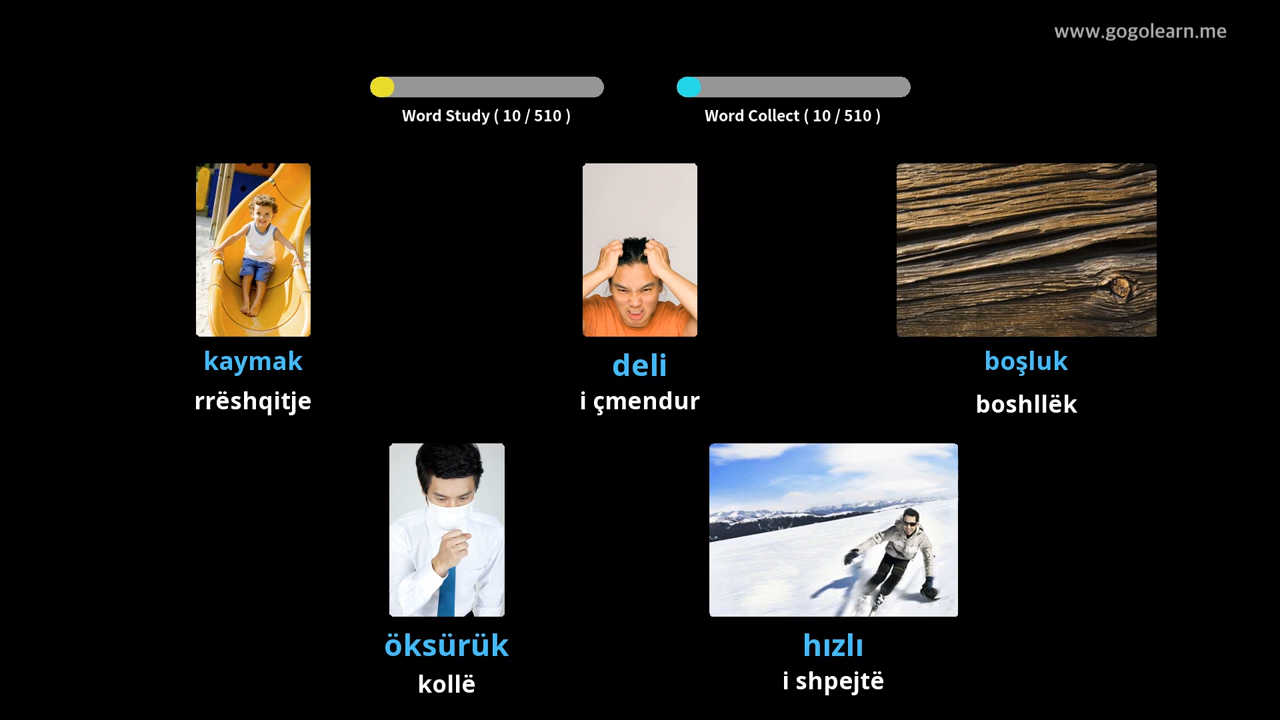 www.gogolearn.me
Word Study ( 10 / 510 )
Word Collect ( 10 / 510 )
kaymak
rrëshqitje
deli
i çmendur
boşluk
boshllëk
öksürük
kollë
hızlı
i shpejtë